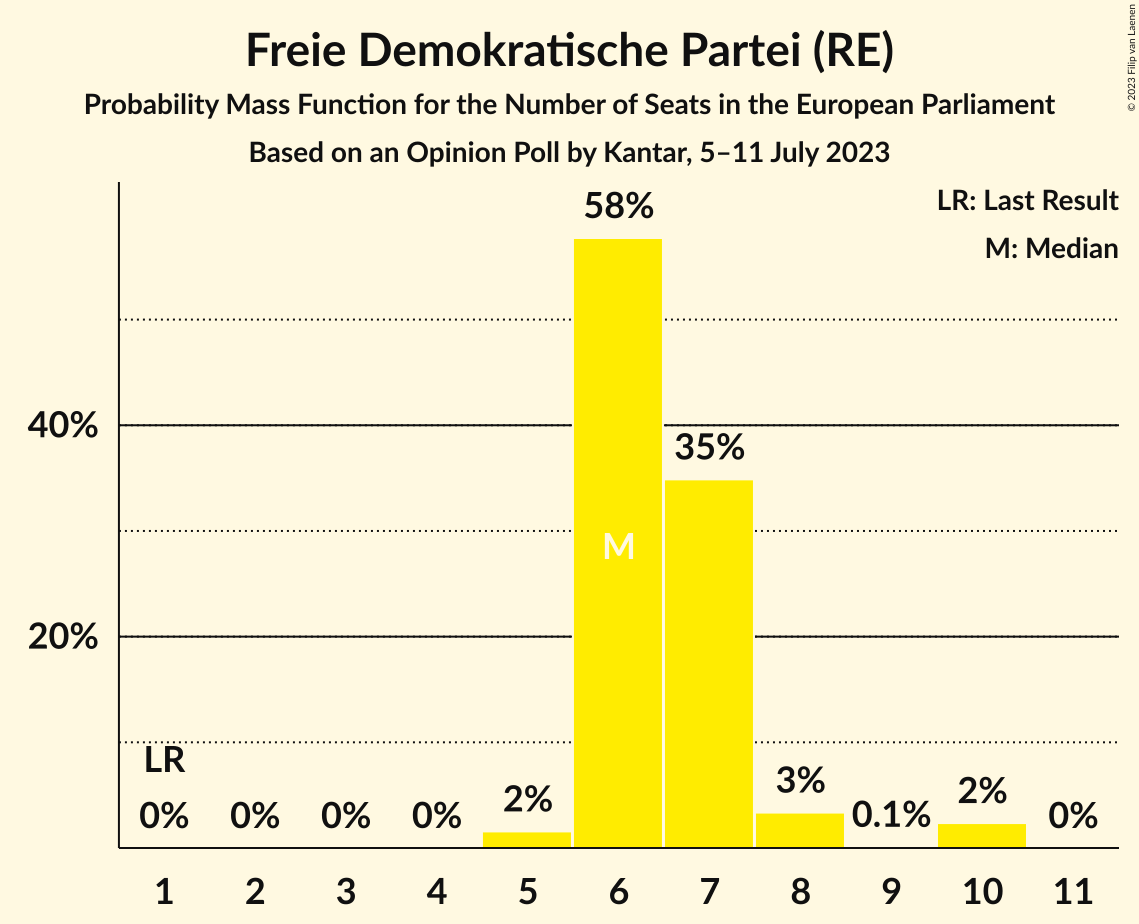 Freie Demokratische Partei (RE)
Probability Mass Function for the Number of Seats in the European Parliament
Based on an Opinion Poll by Kantar, 5–11 July 2023
© 2023 Filip van Laenen
LR: Last Result
M: Median
58%
40%
35%
M
20%
LR
0% 0% 0% 0% 2% 3% 0.1% 2% 0%
1 2 3 4 5 6 7 8 9 10 11